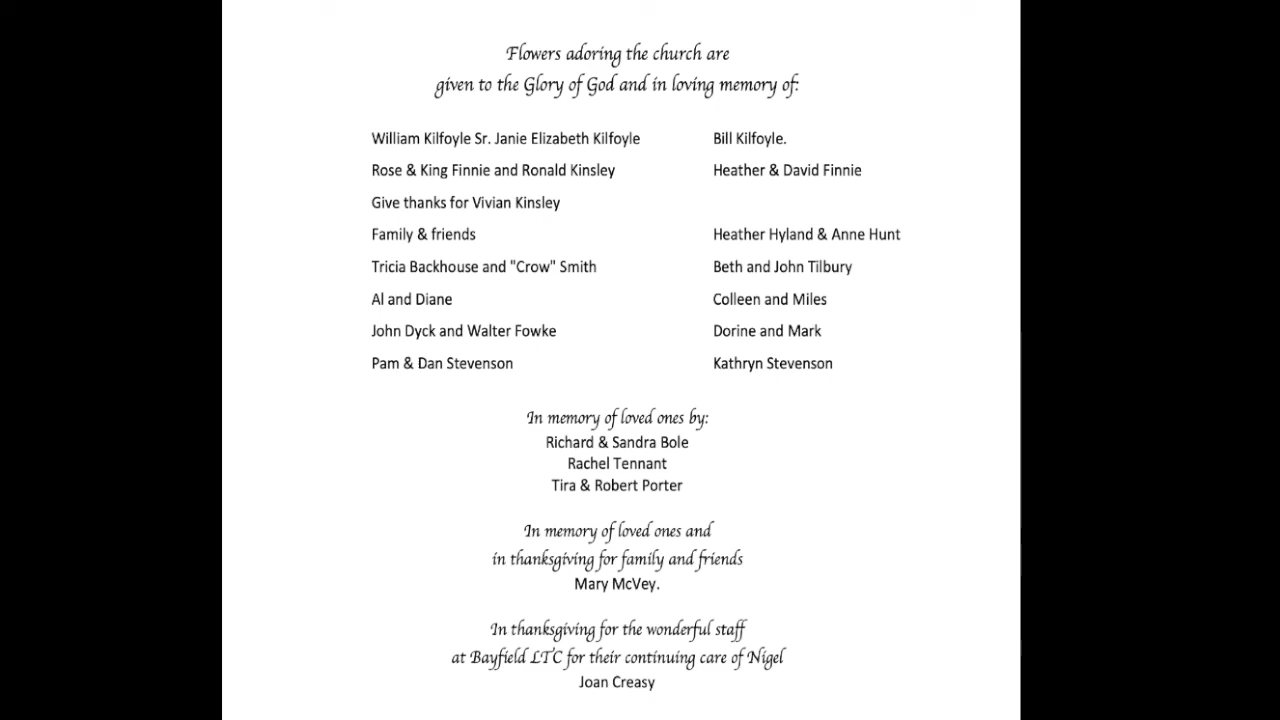 Flowers adoring the church are
given to the Glory of God and in loving memory of:
William Kilfoyle Sr. Janie Elizabeth Kilfoyle Bill Kilfoyle.
Rose & King Finnie and Ronald Kinsley Heather & David Finnie
Give thanks for Vivian Kinsley
Family & friends Heather Hyland & Anne Hunt
Tricia Backhouse and "Crow" Smith Beth and John Tilbury
Al and Diane Colleen and Miles
John Dyck and Walter Fowke Dorine and Mark
Pam & Dan Stevenson Kathryn Stevenson
In memory of loved ones by:
Richard & Sandra Bole
Rachel Tennant
Tira & Robert Porter
In memory of loved ones and
in thanksgiving for family and friends
Mary McVey.
In thanksgiving for the wonderful staff
at Bayfield LTC for their continuing care of Nigel
Joan Creasy